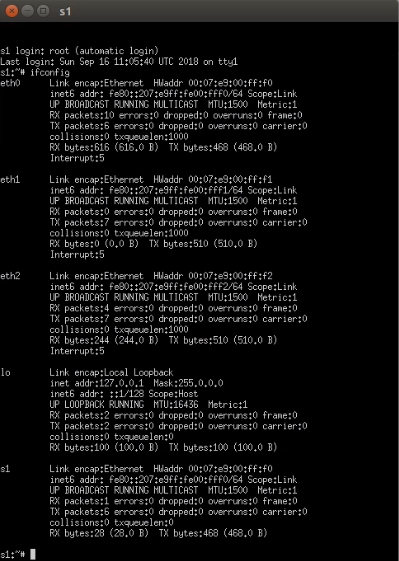 s1
s1 login: root (automatic login)
Last login: Sun Sep 16 11:05:40 UTC 2018 on tty1
s1:~# ifconfig
eth0      Link encap:Ethernet  HWaddr 00:07:e9:00:ff:f0
          inet6 addr: fe80::207:e9ff:fe00:fff0/64 Scope:Link
          UP BROADCAST RUNNING MULTICAST  MTU:1500  Metric:1
          RX packets:10 errors:0 dropped:0 overruns:0 frame:0
          TX packets:6 errors:0 dropped:0 overruns:0 carrier:0
          collisions:0 txqueuelen:1000
          RX bytes:616 (616.0 B)  TX bytes:468 (468.0 B)
          Interrupt:5
eth1      Link encap:Ethernet  HWaddr 00:07:e9:00:ff:f1
          inet6 addr: fe80::207:e9ff:fe00:fff1/64 Scope:Link
          UP BROADCAST RUNNING MULTICAST  MTU:1500  Metric:1
          RX packets:0 errors:0 dropped:0 overruns:0 frame:0
          TX packets:7 errors:0 dropped:0 overruns:0 carrier:0
          collisions:0 txqueuelen:1000
          RX bytes:0 (0.0 B)  TX bytes:510 (510.0 B)
          Interrupt:5
eth2      Link encap:Ethernet  HWaddr 00:07:e9:00:ff:f2
          inet6 addr: fe80::207:e9ff:fe00:fff2/64 Scope:Link
          UP BROADCAST RUNNING MULTICAST  MTU:1500  Metric:1
          RX packets:4 errors:0 dropped:0 overruns:0 frame:0
          TX packets:7 errors:0 dropped:0 overruns:0 carrier:0
          collisions:0 txqueuelen:1000
          RX bytes:244 (244.0 B)  TX bytes:510 (510.0 B)
          Interrupt:5
lo        Link encap:Local Loopback
          inet addr:127.0.0.1  Mask:255.0.0.0
          inet6 addr: ::1/128 Scope:Host
          UP LOOPBACK RUNNING  MTU:16436  Metric:1
          RX packets:2 errors:0 dropped:0 overruns:0 frame:0
          TX packets:2 errors:0 dropped:0 overruns:0 carrier:0
          collisions:0 txqueuelen:0
          RX bytes:100 (100.0 B)  TX bytes:100 (100.0 B)
s1        Link encap:Ethernet  HWaddr 00:07:e9:00:ff:f0
          inet6 addr: fe80::207:e9ff:fe00:fff0/64 Scope:Link
          UP BROADCAST RUNNING MULTICAST  MTU:1500  Metric:1
          RX packets:1 errors:0 dropped:0 overruns:0 frame:0
          TX packets:6 errors:0 dropped:0 overruns:0 carrier:0
          collisions:0 txqueuelen:0
          RX bytes:28 (28.0 B)  TX bytes:468 (468.0 B)
s1:~#